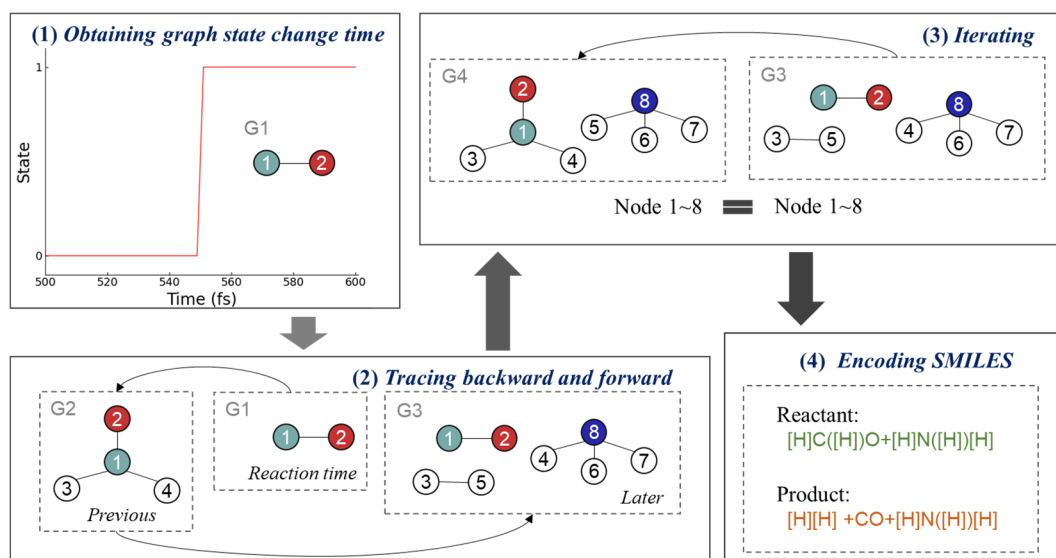 (1) Obtaining graph state change time
1
State
0
G1
1 2
500 520 540 560 580 600
Time (fs)
(3) Iterating
G4
2
1
3 4
8
5 6 7
G3
1 2
3 5
8
4 6 7
Node 1~8 = Node 1~8
(2) Tracing backward and forward
G2
2
1
3 4
Previous
G1
1 2
Reaction time
G3
1 2
3 5
8
4 6 7
Later
(4) Encoding SMILES
Reactant:
[H]C([H])O+[H]N([H])[H]
Product:
[H][H] +CO+[H]N([H])[H]